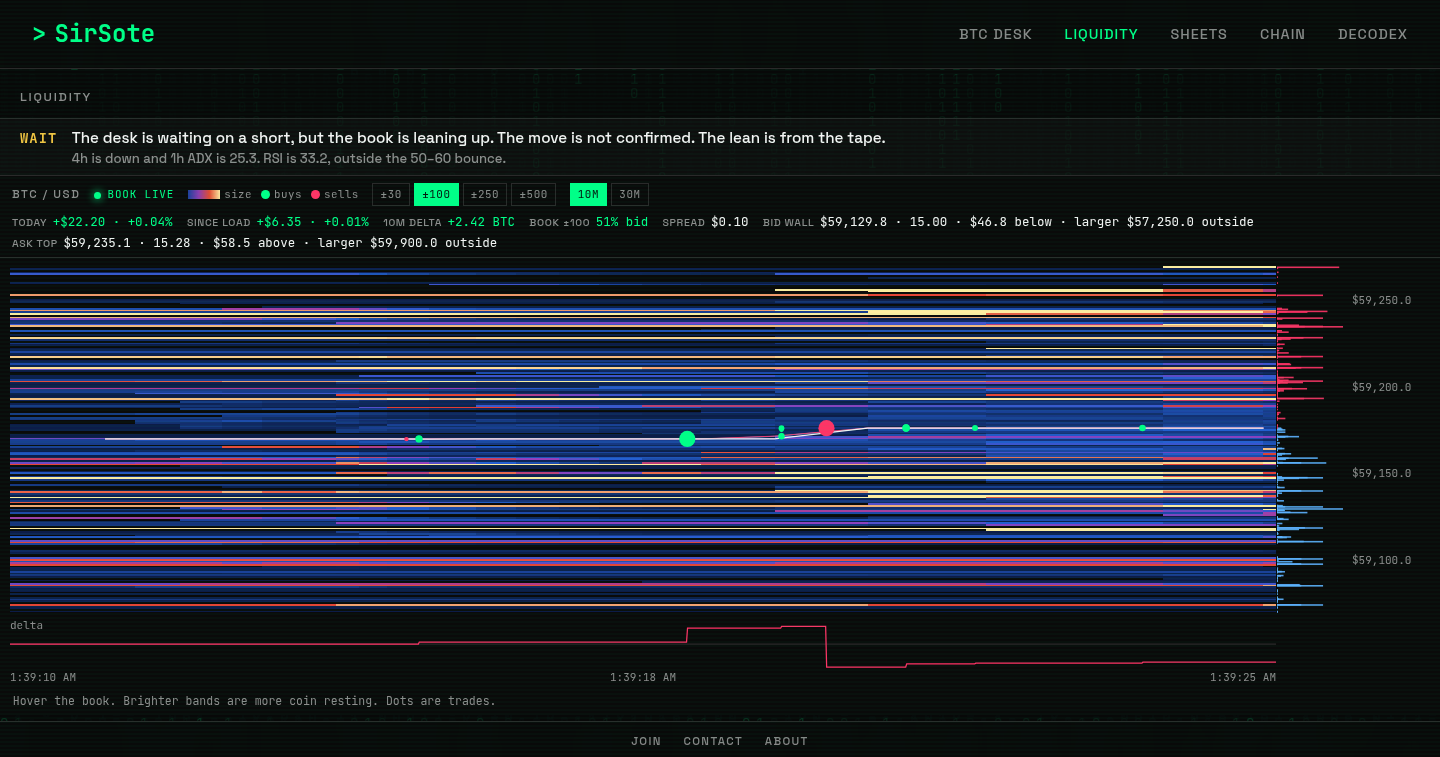 > SirSote
BTC DESK LIQUIDITY SHEETS CHAIN DECODEX
LIQUIDITY
WAIT The desk is waiting on a short, but the book is leaning up. The move is not confirmed. The lean is from the tape.
4h is down and 1h ADX is 25.3. RSI is 33.2, outside the 50–60 bounce.
BTC / USD BOOK LIVE size buys sells ±30 ±100 ±250 ±500 10M 30M
TODAY +$22.20 · +0.04% SINCE LOAD +$6.35 · +0.01% 10M DELTA +2.42 BTC BOOK ±100 51% bid SPREAD $0.10 BID WALL $59,129.8 · 15.00 · $46.8 below · larger $57,250.0 outside
ASK TOP $59,235.1 · 15.28 · $58.5 above · larger $59,900.0 outside
$59,250.0
$59,200.0
$59,150.0
$59,100.0
delta
1:39:10 AM 1:39:18 AM 1:39:25 AM
Hover the book. Brighter bands are more coin resting. Dots are trades.
JOIN CONTACT ABOUT